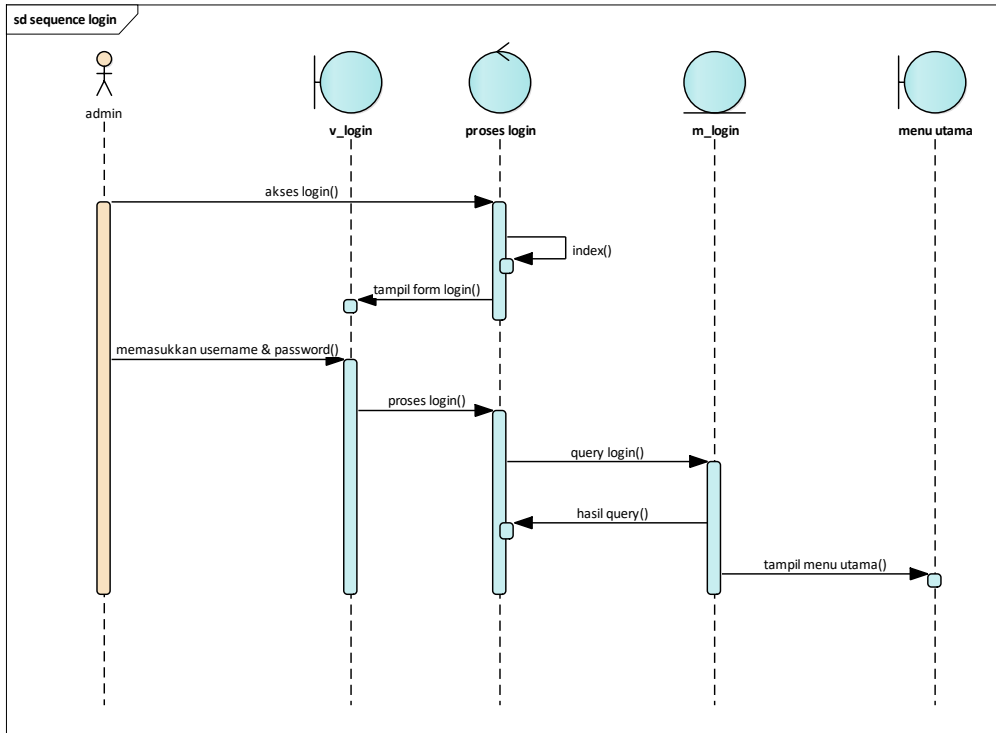 sd sequence login
admin
v_login
proses login
m_login
menu utama
akses login()
index()
tampil form login()
memasukkan username & password()
proses login()
query login()
hasil query()
tampil menu utama()